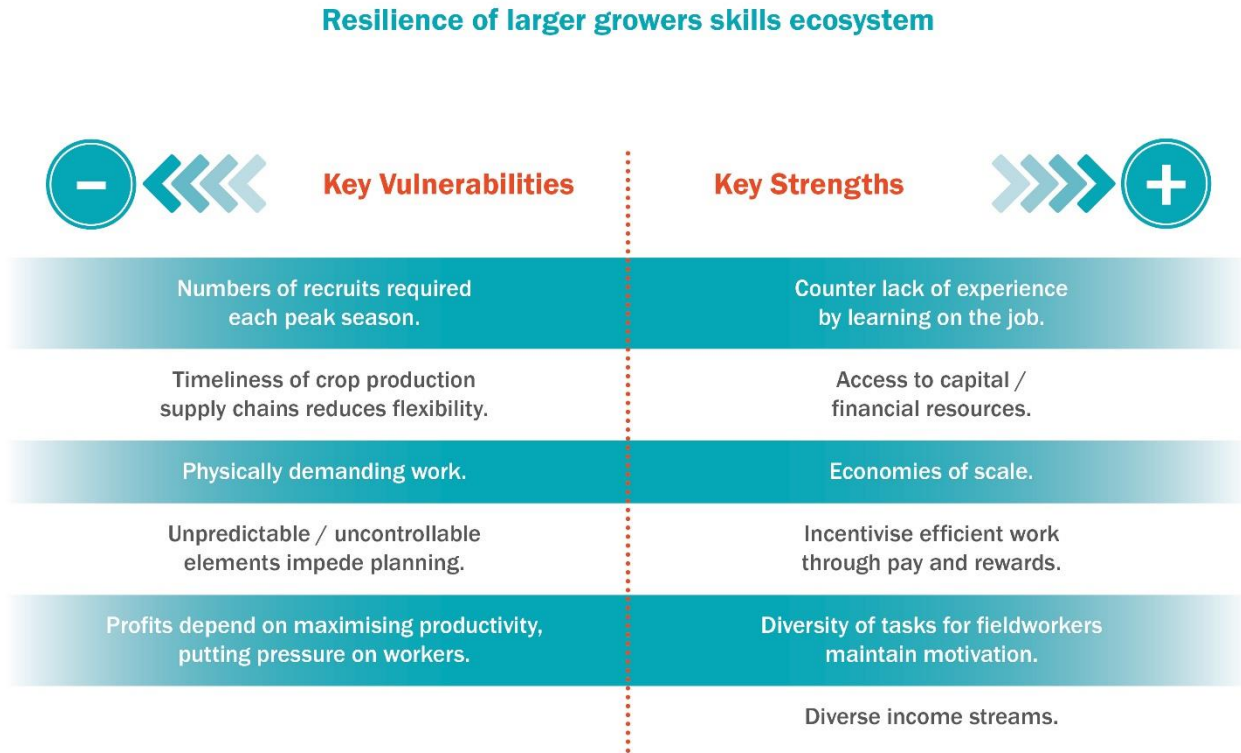 Resilience of larger growers skills ecosystem
Key Vulnerabilities
Key Strengths
Numbers of recruits required
each peak season.
Counter lack of experience
by learning on the job.
Timeliness of crop production
supply chains reduces flexibility.
Access to capital /
financial resources.
Physically demanding work.
Economies of scale.
Unpredictable / uncontrollable
elements impede planning.
Incentivise efficient work
through pay and rewards.
Profits depend on maximising productivity,
putting pressure on workers.
Diversity of tasks for fieldworkers
maintain motivation.
Diverse income streams.